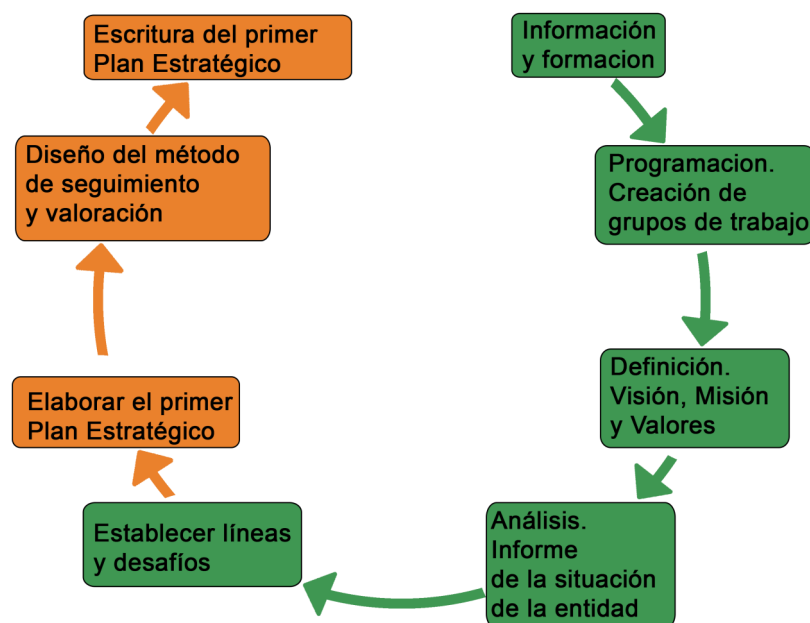 Información
y formacion
Programacion.
Creación de
grupos de trabajo
Definición.
Visión, Misión
y Valores
Análisis.
Informe
de la situación
de la entidad
Establecer líneas
y desafíos
Elaborar el primer
Plan Estratégico
Diseño del método
de seguimiento
y valoración
Escritura del primer
Plan Estratégico